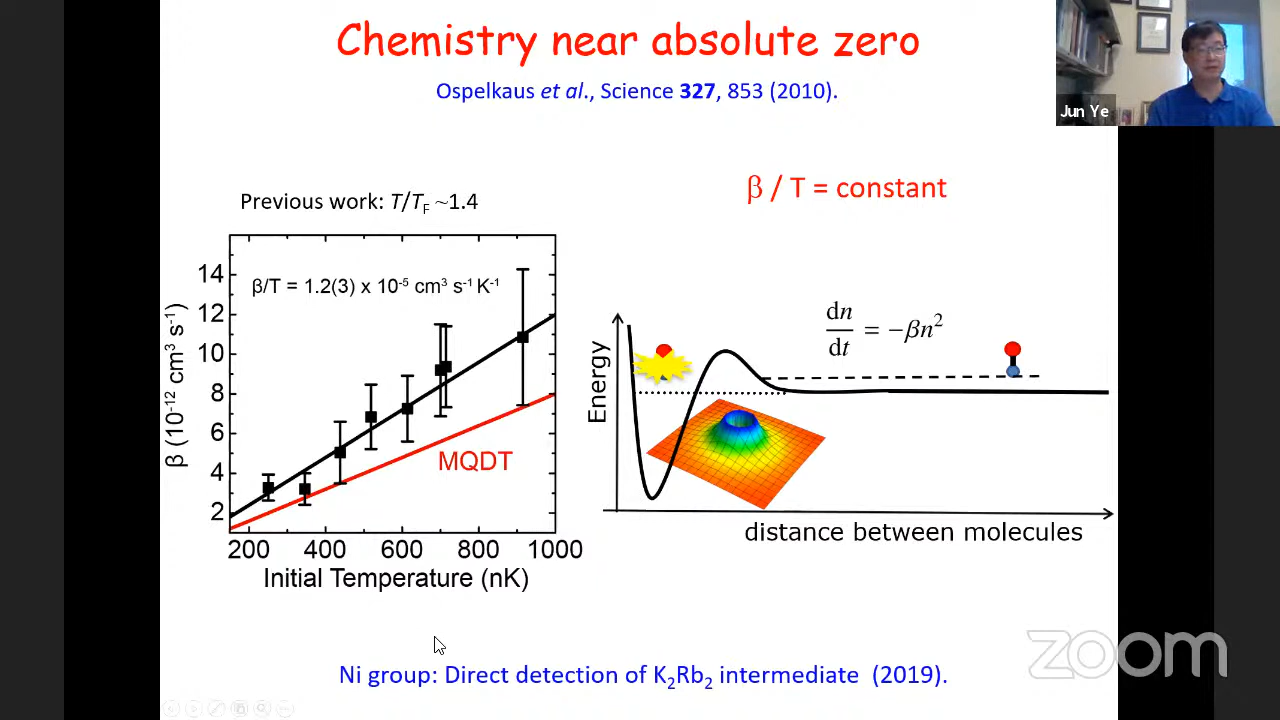 Chemistry near absolute zero
Ospelkaus et al., Science 327, 853 (2010).
Jun Ye
β / T = constant
Previous work: T/T_F ~1.4
β/T = 1.2(3) x 10⁻⁵ cm³ s⁻¹ K⁻¹
14
12
10
8
6
4
2
β (10⁻¹² cm³ s⁻¹)
MQDT
200 400 600 800 1000
Initial Temperature (nK)
dn/dt = −βn²
Energy
distance between molecules
zoom
Ni group: Direct detection of K₂Rb₂ intermediate (2019).